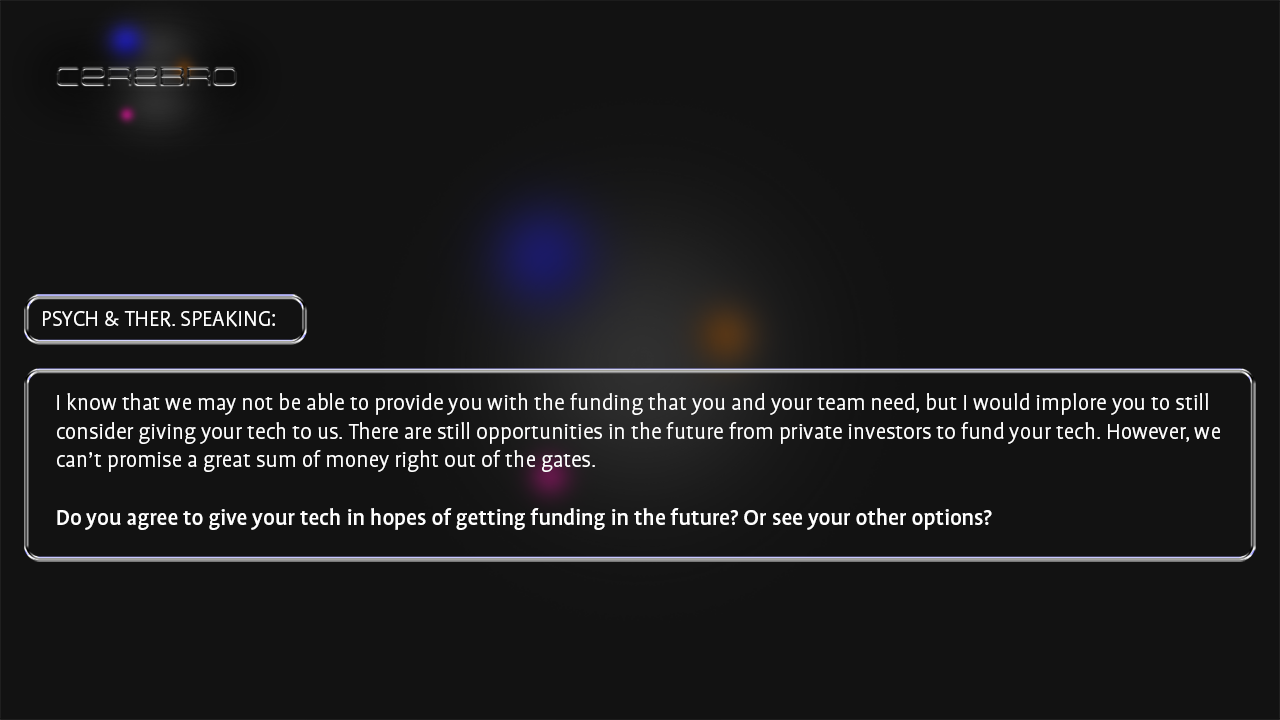 CEREBRO
PSYCH & THER. SPEAKING:
I know that we may not be able to provide you with the funding that you and your team need, but I would implore you to still
consider giving your tech to us. There are still opportunities in the future from private investors to fund your tech. However, we
can’t promise a great sum of money right out of the gates.
Do you agree to give your tech in hopes of getting funding in the future? Or see your other options?